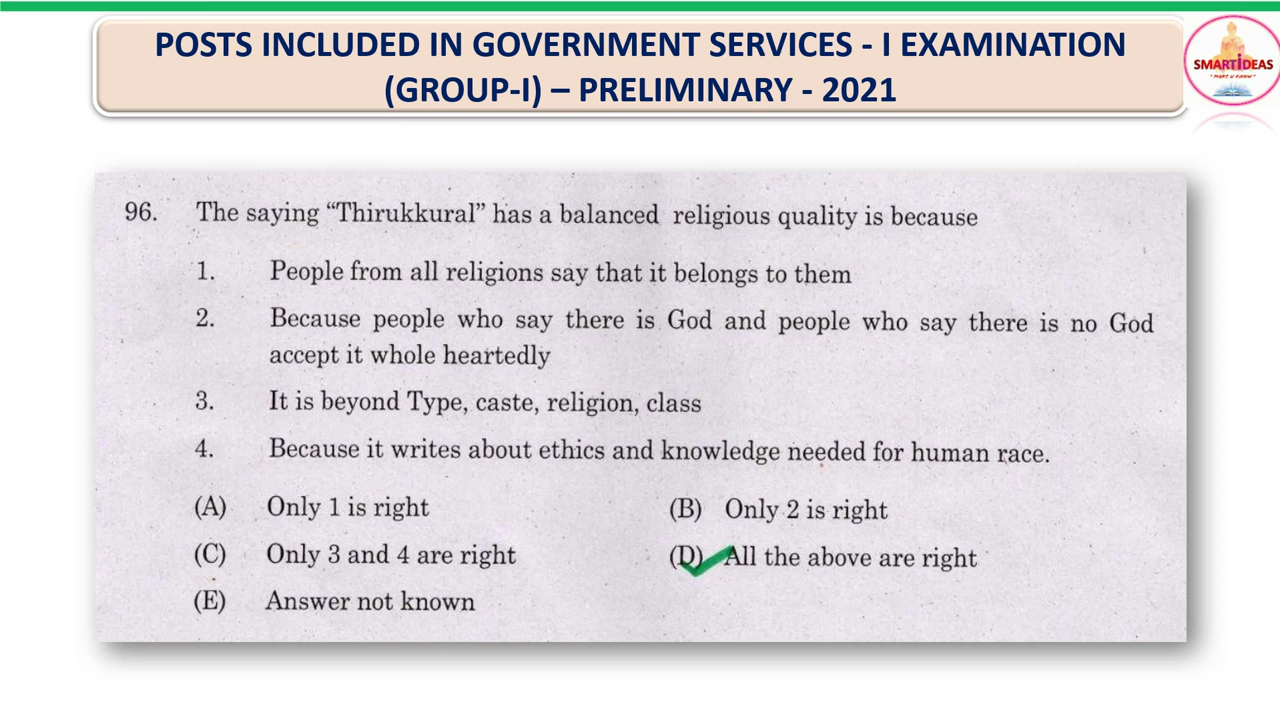 POSTS INCLUDED IN GOVERNMENT SERVICES - I EXAMINATION
(GROUP-I) – PRELIMINARY - 2021
SMARTiDEAS
"MAKE U KNOW"
96. The saying “Thirukkural” has a balanced religious quality is because
1. People from all religions say that it belongs to them
2. Because people who say there is God and people who say there is no God
accept it whole heartedly
3. It is beyond Type, caste, religion, class
4. Because it writes about ethics and knowledge needed for human race.
(A) Only 1 is right (B) Only 2 is right
(C) Only 3 and 4 are right (D) All the above are right
(E) Answer not known